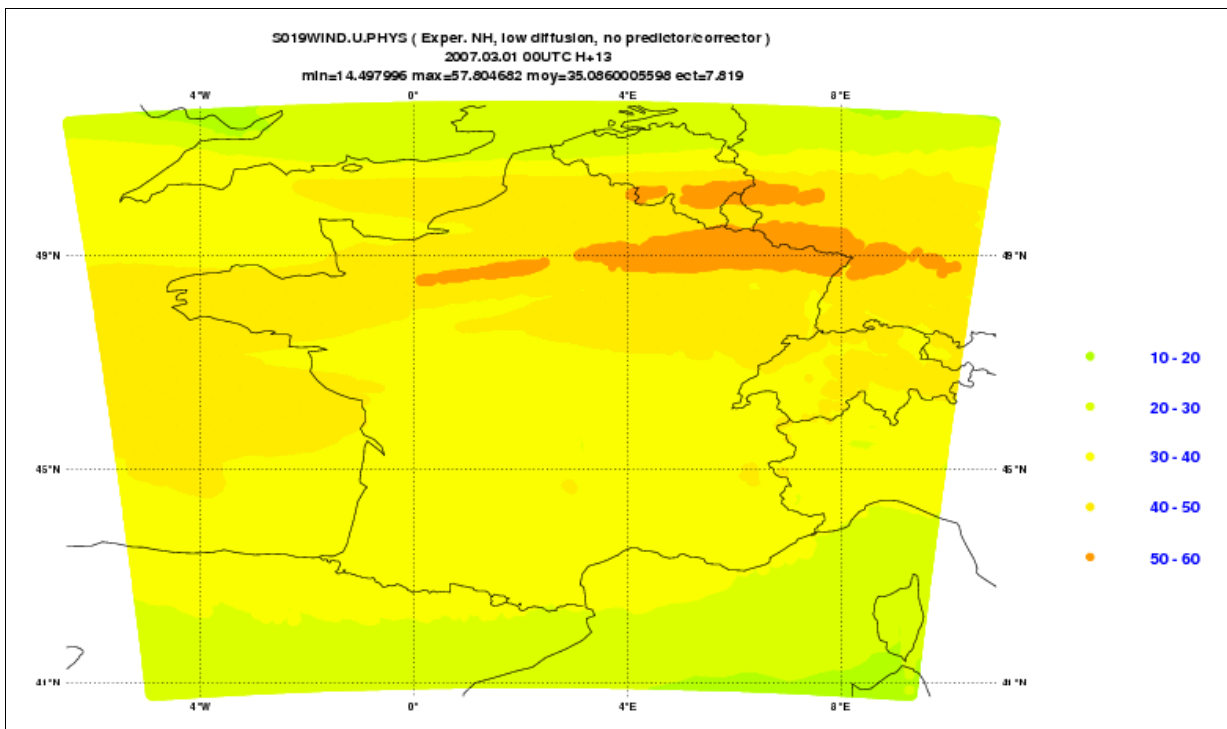 S019WIND.U.PHYS ( Exper. NH, low diffusion, no predictor/corrector )
2007.03.01 00UTC H+13
min=14.497996 max=57.804682 moy=35.0860005598 ect=7.819
4°W 0° 4°E 8°E
49°N 49°N
45°N 45°N
41°N 41°N
4°W 0° 4°E 8°E
10 - 20
20 - 30
30 - 40
40 - 50
50 - 60